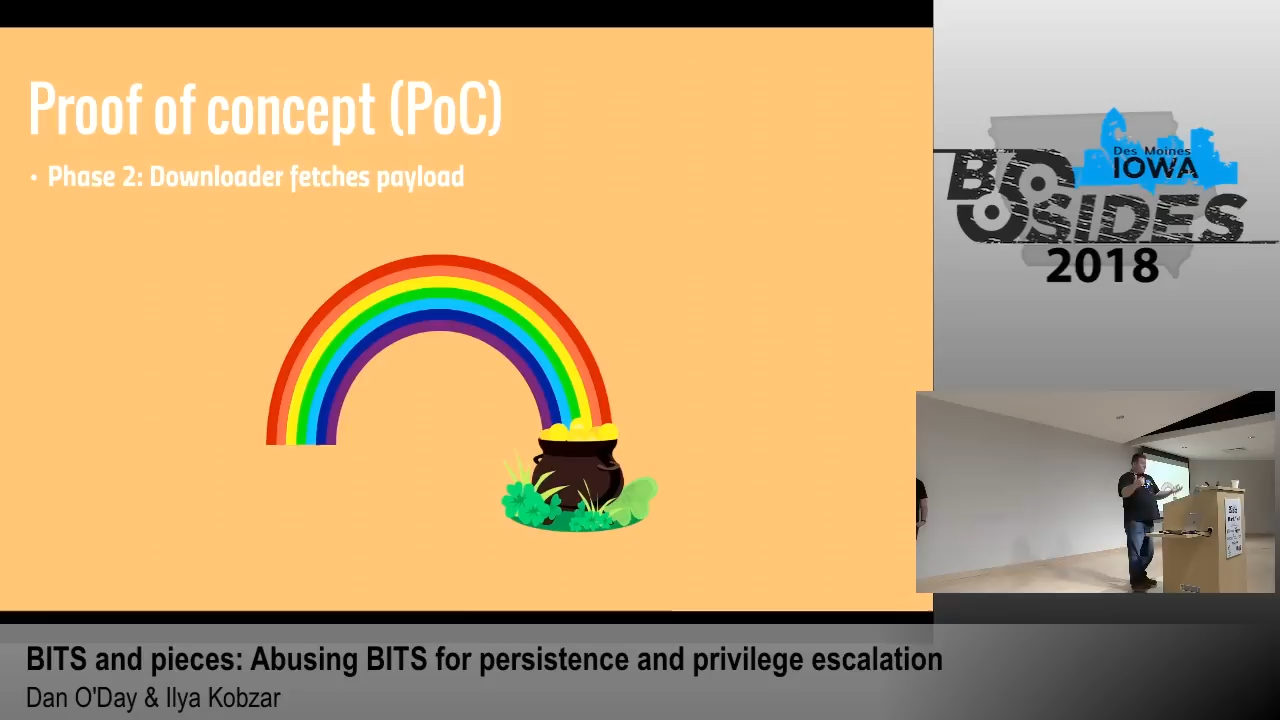 Proof of concept (PoC)
• Phase 2: Downloader fetches payload
Des Moines
IOWA
BSIDES
2018
BITS and pieces: Abusing BITS for persistence and privilege escalation
Dan O'Day & Ilya Kobzar